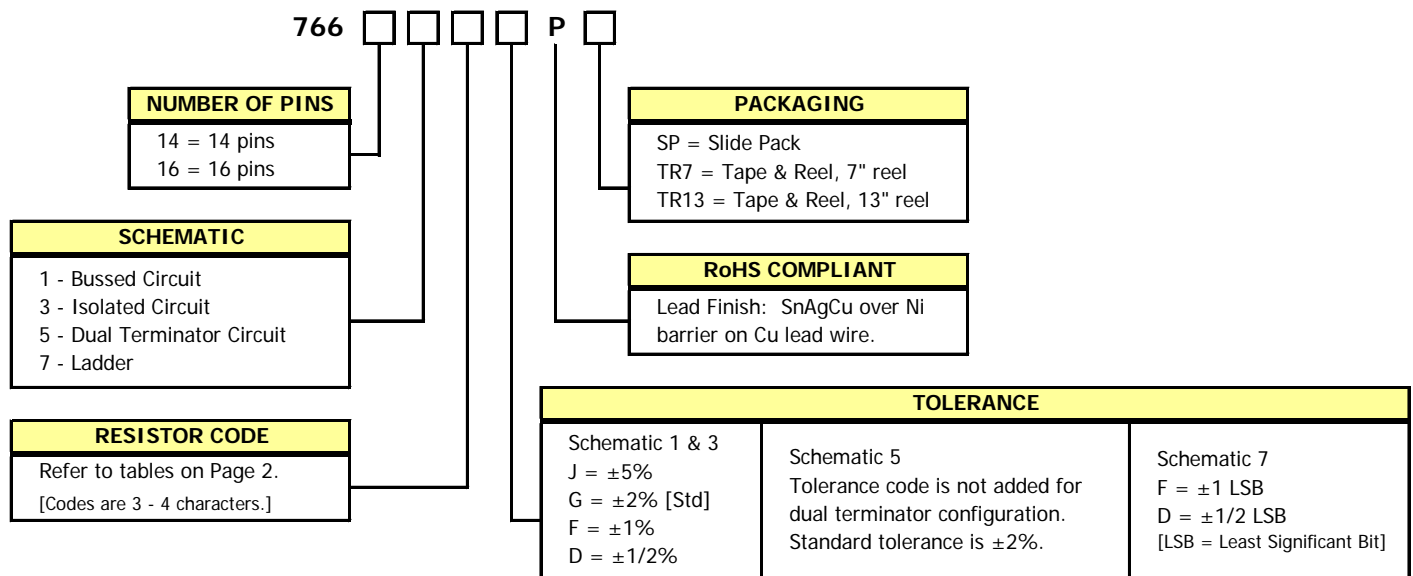 766 P
NUMBER OF PINS
14 = 14 pins
16 = 16 pins
SCHEMATIC
1 - Bussed Circuit
3 - Isolated Circuit
5 - Dual Terminator Circuit
7 - Ladder
RESISTOR CODE
Refer to tables on Page 2.
[Codes are 3 - 4 characters.]
PACKAGING
SP = Slide Pack
TR7 = Tape & Reel, 7" reel
TR13 = Tape & Reel, 13" reel
RoHS COMPLIANT
Lead Finish: SnAgCu over Ni
barrier on Cu lead wire.
TOLERANCE
Schematic 1 & 3
J = ±5%
G = ±2% [Std]
F = ±1%
D = ±1/2%
Schematic 5
Tolerance code is not added for
dual terminator configuration.
Standard tolerance is ±2%.
Schematic 7
F = ±1 LSB
D = ±1/2 LSB
[LSB = Least Significant Bit]